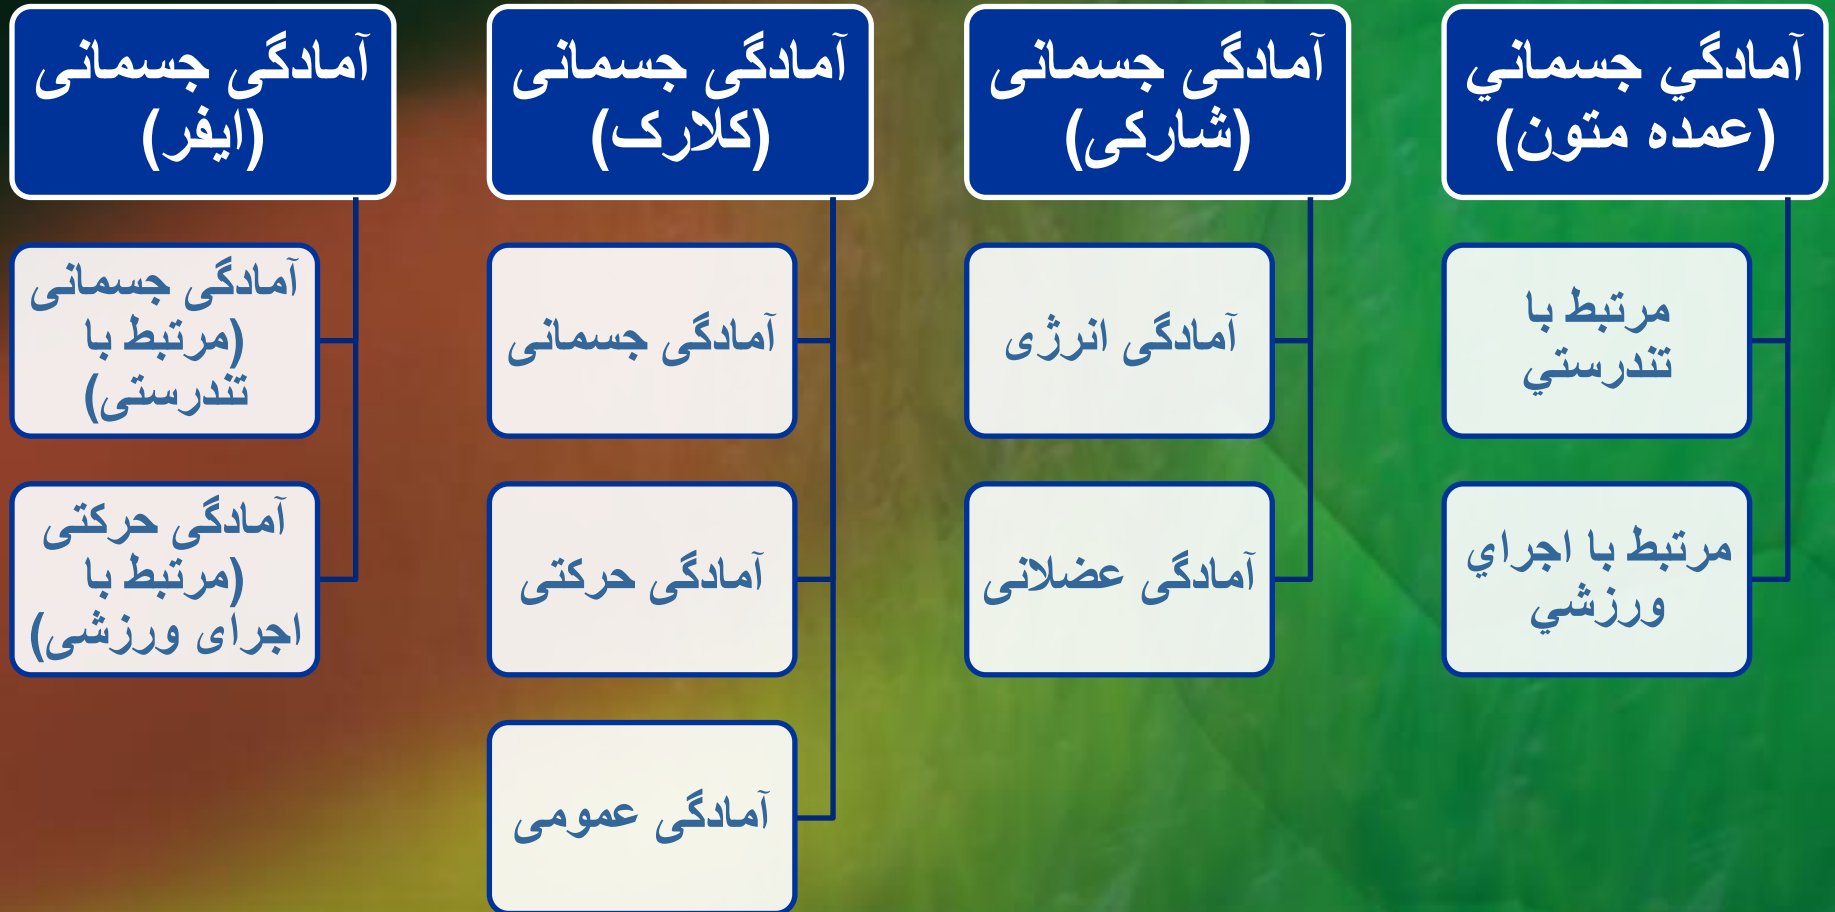 آمادگي جسماني
(عمده متون)
مرتبط با
تندرستي
مرتبط با اجراي
ورزشي
آمادگی جسمانی
(شارکی)
آمادگی انرژی
آمادگی عضلانی
آمادگی جسمانی
(کلارک)
آمادگی جسمانی
آمادگی حرکتی
آمادگی عمومی
آمادگی جسمانی
(ایفر)
آمادگی جسمانی
(مرتبط با
تندرستی)
آمادگی حرکتی
(مرتبط با
اجرای ورزشی)